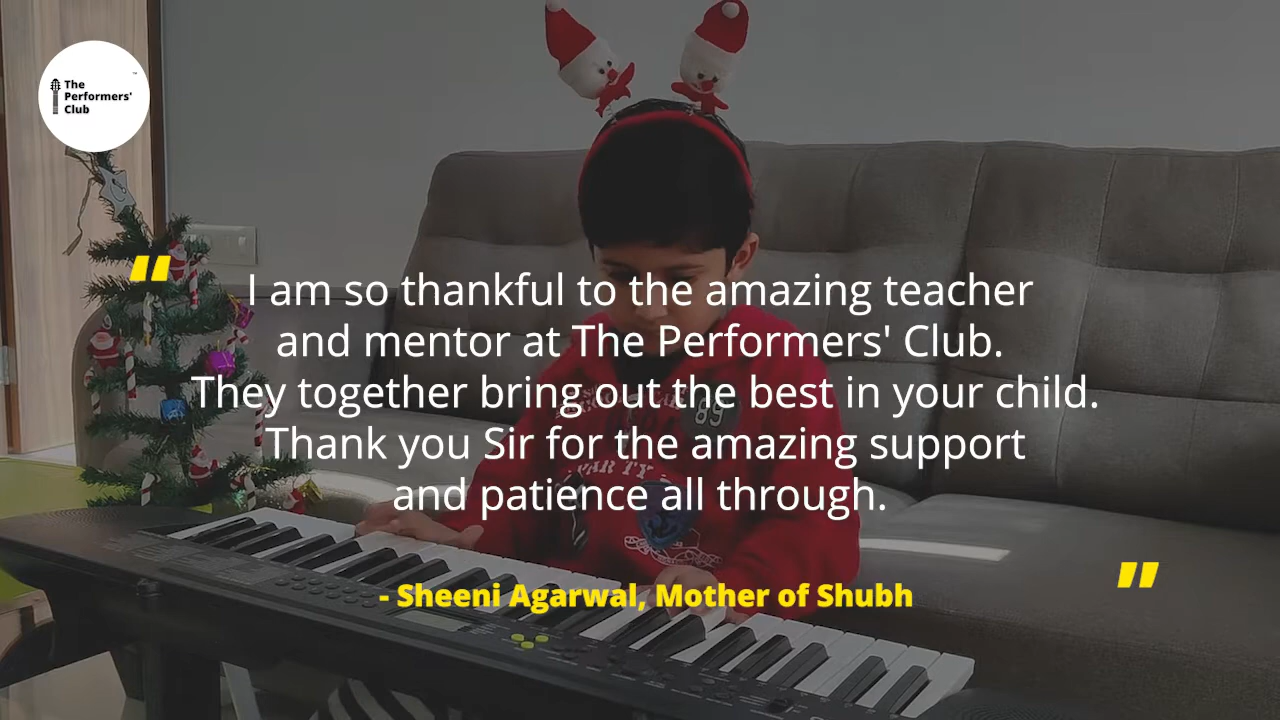 The
Performers'
Club
“
I am so thankful to the amazing teacher
and mentor at The Performers' Club.
They together bring out the best in your child.
Thank you Sir for the amazing support
and patience all through.
”
- Sheeni Agarwal, Mother of Shubh
89